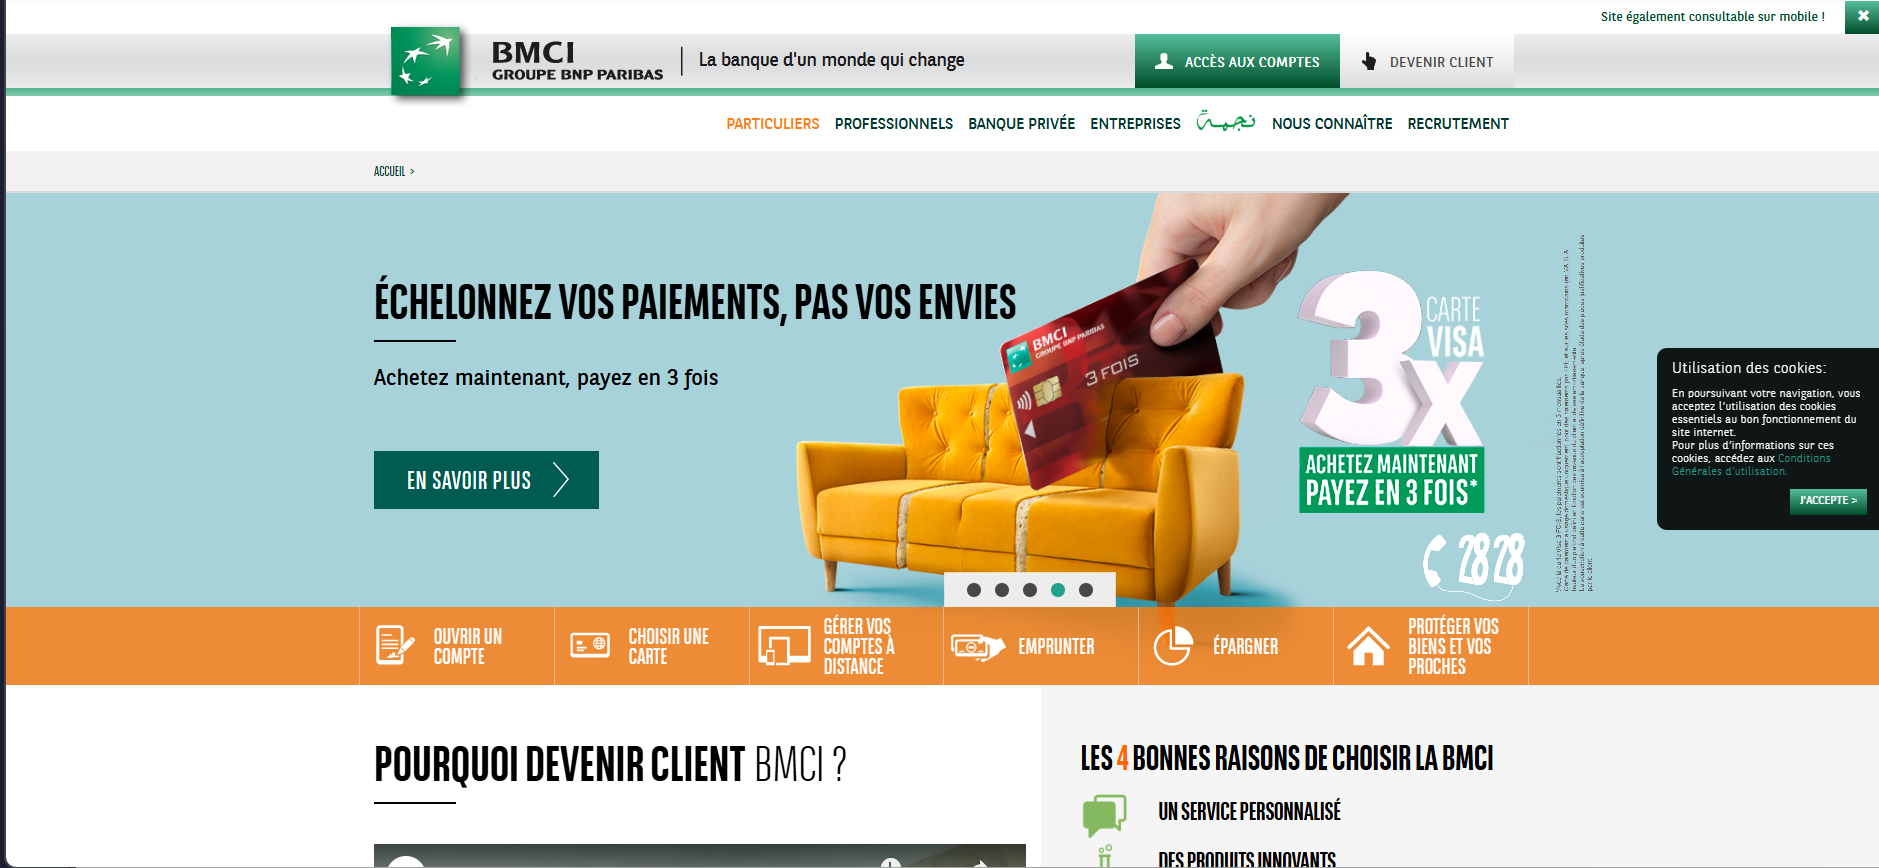 Site également consultable sur mobile !
BMCI
GROUPE BNP PARIBAS
La banque d'un monde qui change
ACCÈS AUX COMPTES
DEVENIR CLIENT
PARTICULIERS PROFESSIONNELS BANQUE PRIVÉE ENTREPRISES نجمة NOUS CONNAÎTRE RECRUTEMENT
ACCUEIL >
ÉCHELONNEZ VOS PAIEMENTS, PAS VOS ENVIES
Achetez maintenant, payez en 3 fois
EN SAVOIR PLUS
BMCI
GROUPE BNP PARIBAS
3 FOIS
3x
CARTE
VISA
ACHETEZ MAINTENANT
PAYEZ EN 3 FOIS*
28 28
Utilisation des cookies:
En poursuivant votre navigation, vous
acceptez l'utilisation des cookies
essentiels au bon fonctionnement du
site internet.
Pour plus d'informations sur ces
cookies, accédez aux Conditions
Générales d'utilisation.
J'ACCEPTE >
OUVRIR UN
COMPTE
CHOISIR UNE
CARTE
GÉRER VOS
COMPTES À
DISTANCE
EMPRUNTER
ÉPARGNER
PROTÉGER VOS
BIENS ET VOS
PROCHES
POURQUOI DEVENIR CLIENT BMCI ?
LES 4 BONNES RAISONS DE CHOISIR LA BMCI
UN SERVICE PERSONNALISÉ
DES PRODUITS INNOVANTS